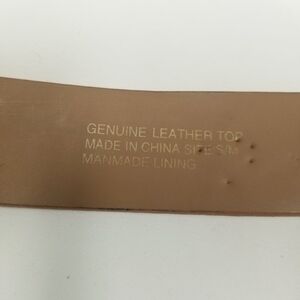 GENUINE LEATHER TOP
MADE IN CHINA SIZE S/M
MANMADE LINING